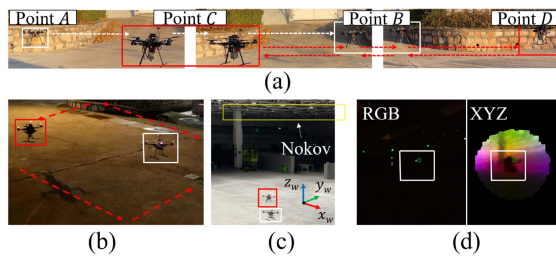 Point A
Point C
Point B
Point D
(a)
RGB
XYZ
Nokov
z_w
y_w
x_w
(b)
(c)
(d)